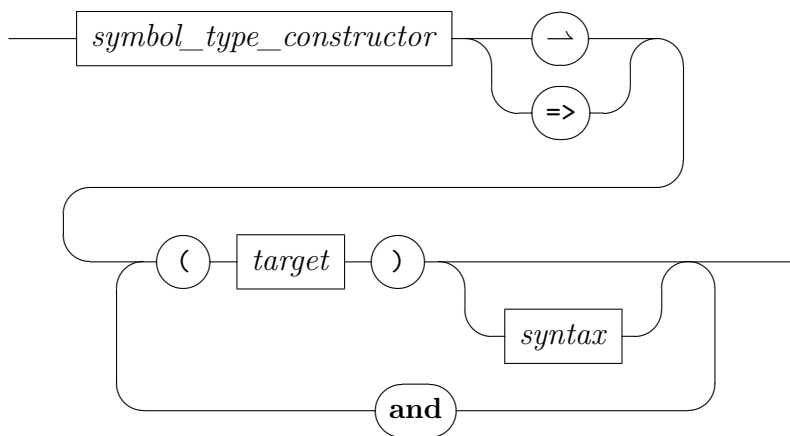 symbol_type_constructor ⇀
=>
( target )
syntax
and